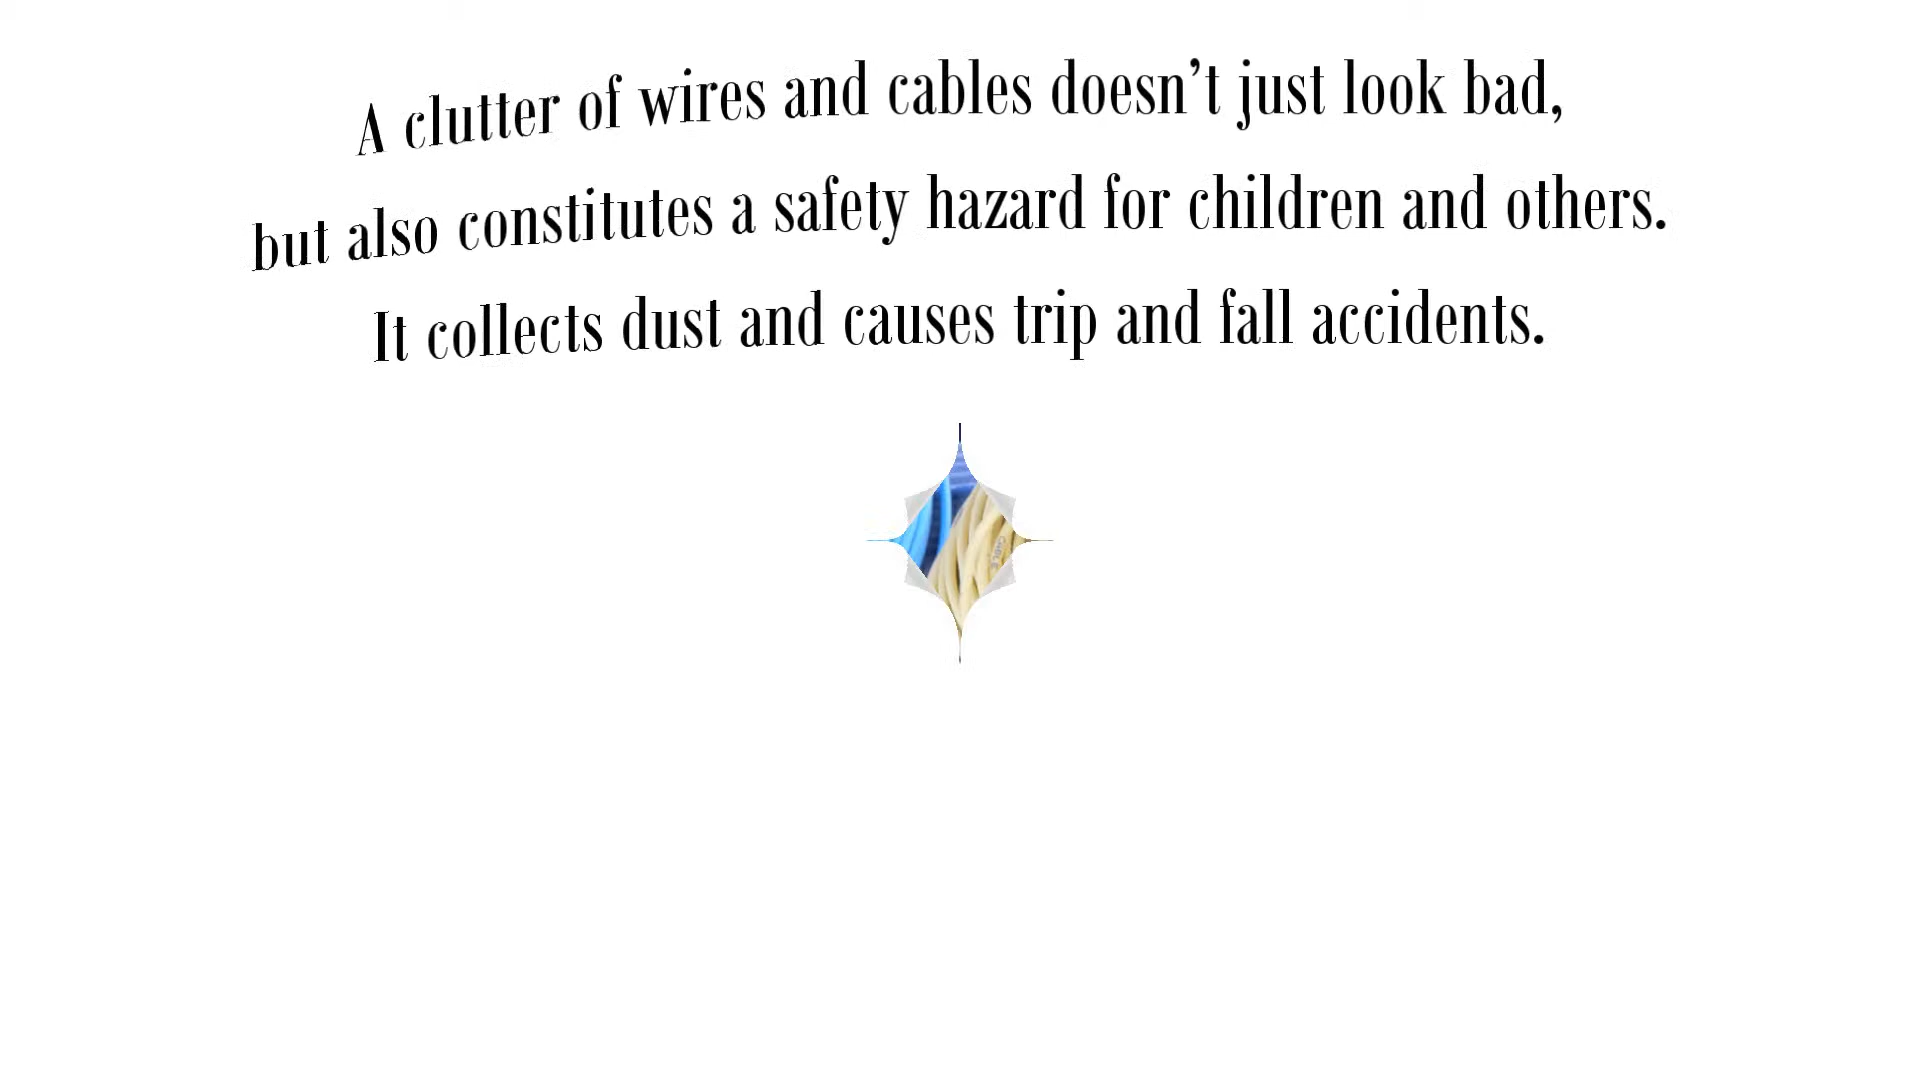 A clutter of wires and cables doesn’t just look bad,
but also constitutes a safety hazard for children and others.
It collects dust and causes trip and fall accidents.